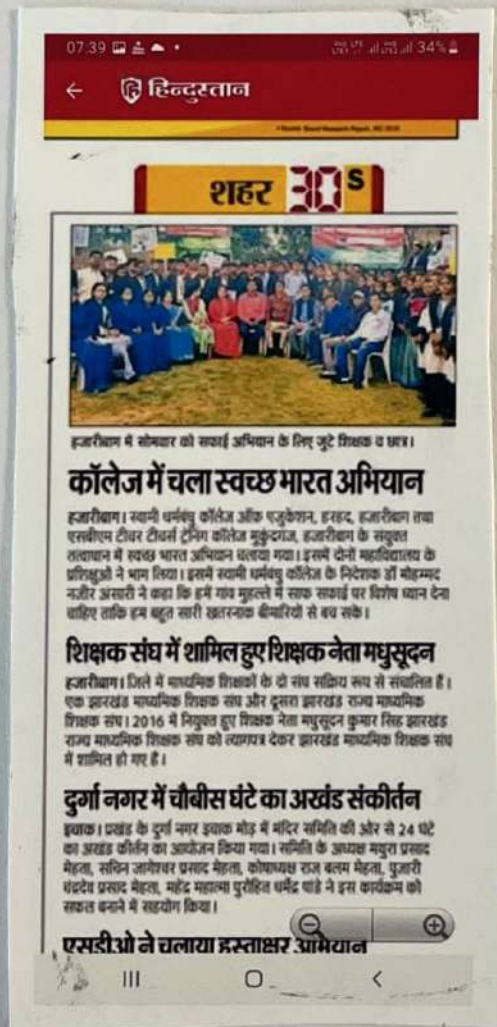 07:39
34%
हिन्दुस्तान
शहर 30 S
हजारीबाग में सोमवार को सफाई अभियान के लिए जुटे शिक्षक व छात्र।
कॉलेज में चला स्वच्छ भारत अभियान
हजारीबाग। स्वामी धर्मबंधु कॉलेज ऑफ एजुकेशन, हरहद, हजारीबाग तथा
एसबीएम टीचर टीचर्स ट्रेनिंग कॉलेज मुकुंदगंज, हजारीबाग के संयुक्त
तत्वाधान में स्वच्छ भारत अभियान चलाया गया। इसमें दोनों महाविद्यालय के
प्रशिक्षुओं ने भाग लिया। इसमें स्वामी धर्मबंधु कॉलेज के निदेशक डॉ मोहम्मद
नजीर अंसारी ने कहा कि हमें गांव मुहल्ले में साफ सफाई पर विशेष ध्यान देना
चाहिए ताकि हम बहुत सारी खतरनाक बीमारियों से बच सके।
शिक्षक संघ में शामिल हुए शिक्षक नेता मधुसूदन
हजारीबाग। जिले में माध्यमिक शिक्षकों के दो संघ सक्रिय रूप से संचालित हैं।
एक झारखंड माध्यमिक शिक्षक संघ और दूसरा झारखंड राज्य माध्यमिक
शिक्षक संघ। 2016 में नियुक्त हुए शिक्षक नेता मधुसूदन कुमार सिंह झारखंड
राज्य माध्यमिक शिक्षक संघ को त्यागपत्र देकर झारखंड माध्यमिक शिक्षक संघ
में शामिल हो गए है।
दुर्गा नगर में चौबीस घंटे का अखंड संकीर्तन
इचाक। प्रखंड के दुर्गा नगर इचाक मोड़ में मंदिर समिति की ओर से 24 घंटे
का अखंड कीर्तन का आयोजन किया गया। समिति के अध्यक्ष मथुरा प्रसाद
मेहता, सचिन जागेश्वर प्रसाद मेहता, कोषाध्यक्ष राज बलम मेहता, पुजारी
चंद्रदेव प्रसाद मेहता, महेंद्र महात्मा पुरोहित धर्मेंद्र पांडे ने इस कार्यक्रम को
सफल बनाने में सहयोग किया।
एसडीओ ने चलाया हस्ताक्षर अभियान